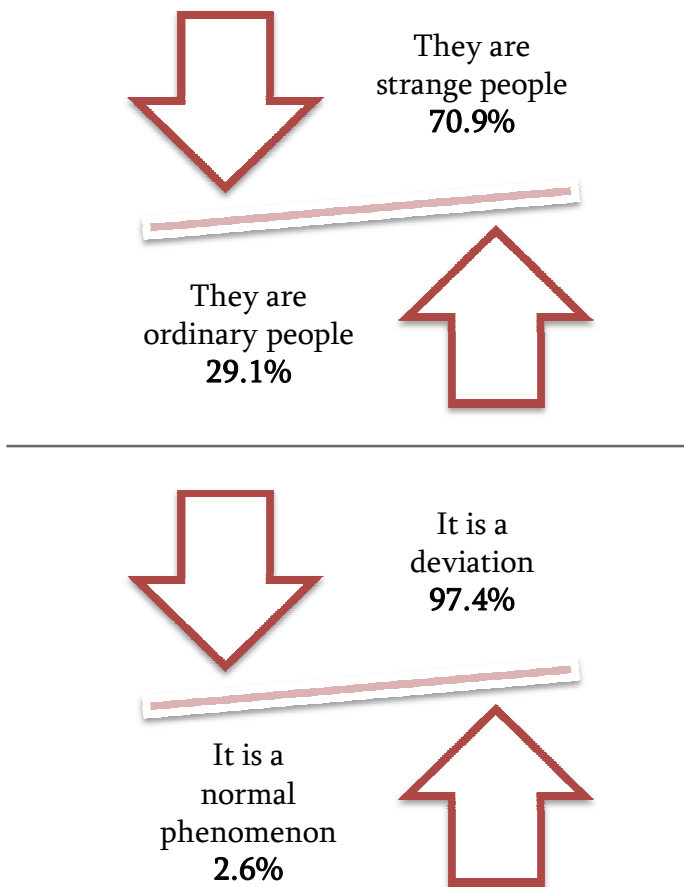 They are
strange people
70.9%
They are
ordinary people
29.1%
It is a
deviation
97.4%
It is a
normal
phenomenon
2.6%